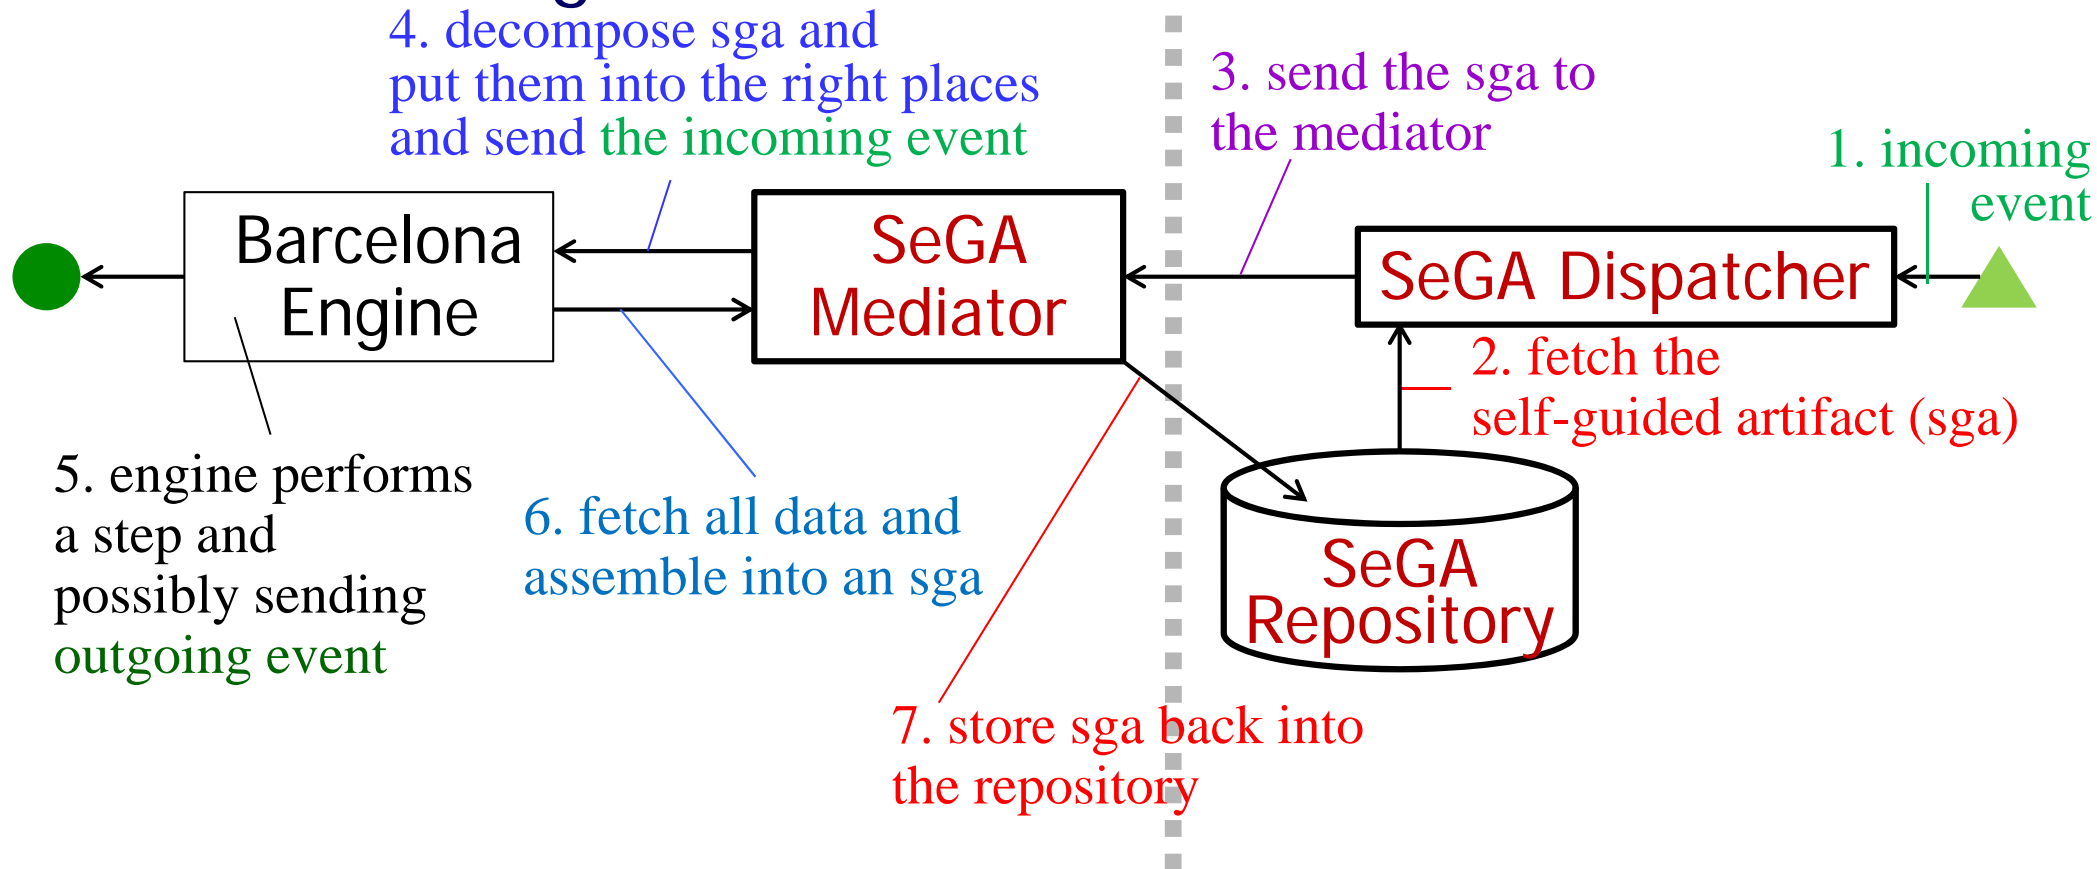 4. decompose sga and
put them into the right places
and send the incoming event
3. send the sga to
the mediator
1. incoming
event
Barcelona
Engine
SeGA
Mediator
SeGA Dispatcher
2. fetch the
self-guided artifact (sga)
5. engine performs
a step and
possibly sending
outgoing event
6. fetch all data and
assemble into an sga
SeGA
Repository
7. store sga back into
the repository